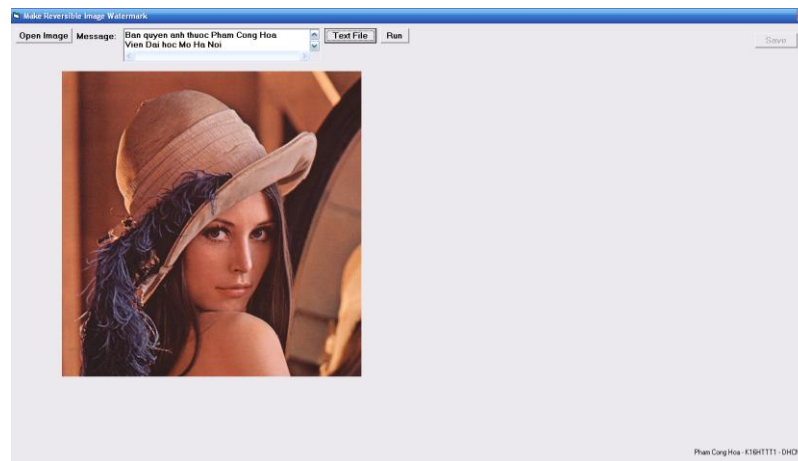 Make Reversible Image Watermark
Open Image Message: Ban quyen anh thuoc Pham Cong Hoa Text File Run Save
Vien Dai hoc Mo Ha Noi
Pham Cong Hoa - K16HTTT1 - DHCN